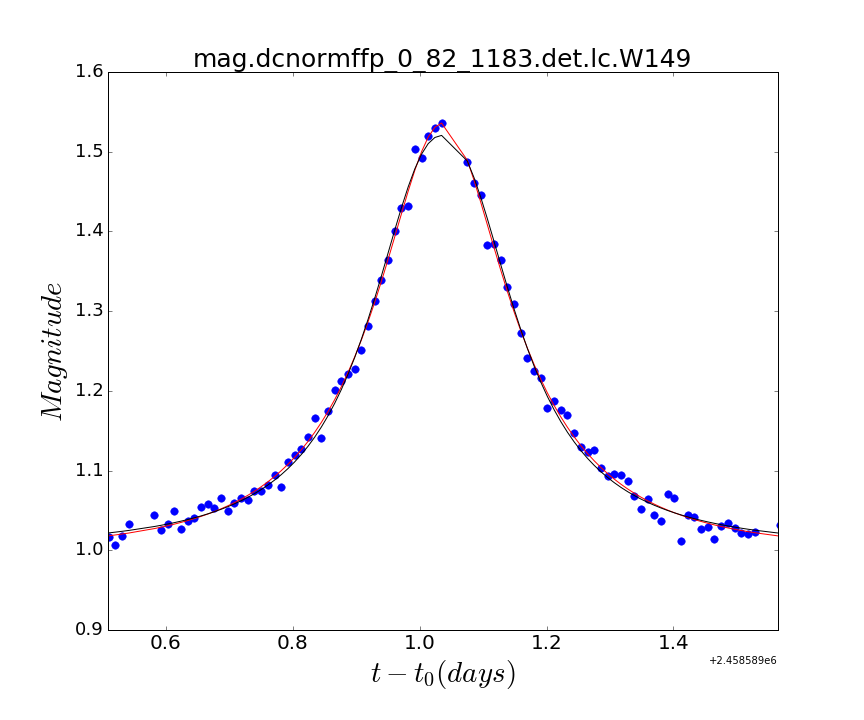 mag.dcnormffp_0_82_1183.det.lc.W149
1.6
1.5
1.4
1.3
1.2
1.1
1.0
0.9
Magnitude
0.6 0.8 1.0 1.2 1.4
+2.458589e6
t − t₀(days)